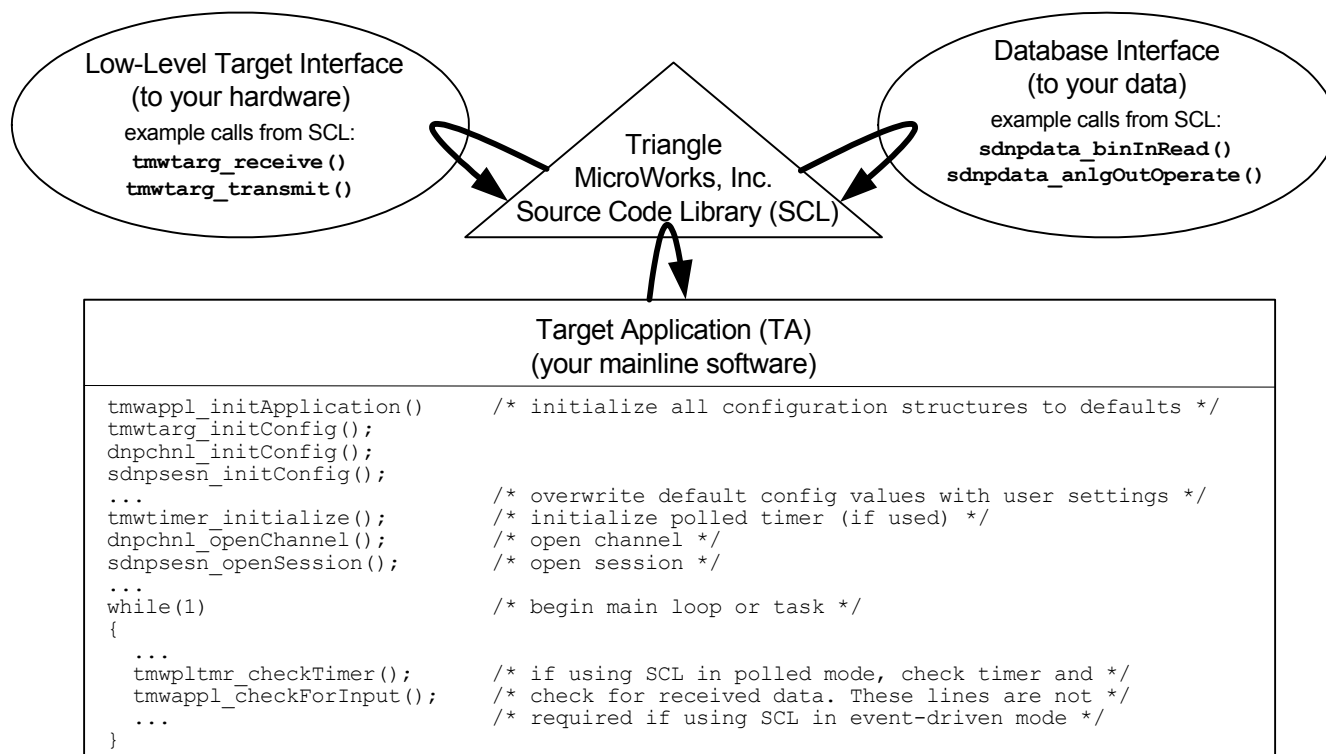 Low-Level Target Interface
(to your hardware)
example calls from SCL:
tmwtarg_receive()
tmwtarg_transmit()
Triangle
MicroWorks, Inc.
Source Code Library (SCL)
Database Interface
(to your data)
example calls from SCL:
sdnpdata_binInRead()
sdnpdata_anlgOutOperate()
Target Application (TA)
(your mainline software)
tmwappl_initApplication() /* initialize all configuration structures to defaults */
tmwtarg_initConfig();
dnpchnl_initConfig();
sdnpsesn_initConfig();
... /* overwrite default config values with user settings */
tmwtimer_initialize(); /* initialize polled timer (if used) */
dnpchnl_openChannel(); /* open channel */
sdnpsesn_openSession(); /* open session */
...
while(1) /* begin main loop or task */
{
...
tmwpltmr_checkTimer(); /* if using SCL in polled mode, check timer and */
tmwappl_checkForInput(); /* check for received data. These lines are not */
... /* required if using SCL in event-driven mode */
}